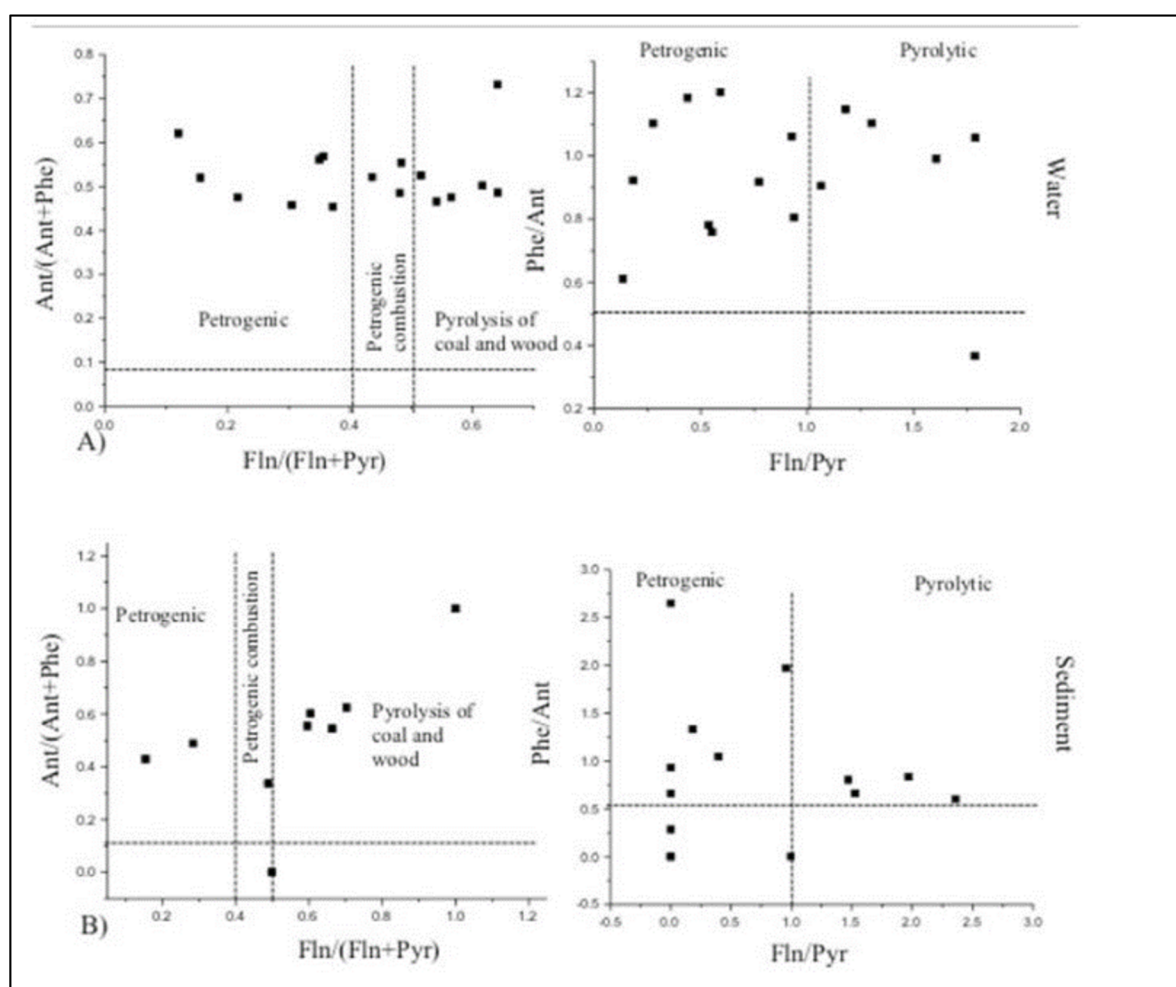 0.8
0.7
0.6
0.5
0.4
0.3
0.2
0.1
0.0
Ant/(Ant+Phe)
Petrogenic
Petrogenic
combustion
Pyrolysis of
coal and wood
0.0 0.2 0.4 0.6
A)
Fln/(Fln+Pyr)
Petrogenic Pyrolytic
1.2
1.0
0.8
0.6
0.4
0.2
Phe/Ant
0.0 0.5 1.0 1.5 2.0
Fln/Pyr
Water
1.2
1.0
0.8
0.6
0.4
0.2
0.0
Ant/(Ant+Phe)
Petrogenic
Petrogenic combustion
Pyrolysis of
coal and
wood
0.2 0.4 0.6 0.8 1.0 1.2
B)
Fln/(Fln+Pyr)
Petrogenic Pyrolytic
3.0
2.5
2.0
1.5
1.0
0.5
0.0
-0.5
Phe/Ant
-0.5 0.0 0.5 1.0 1.5 2.0 2.5 3.0
Fln/Pyr
Sediment